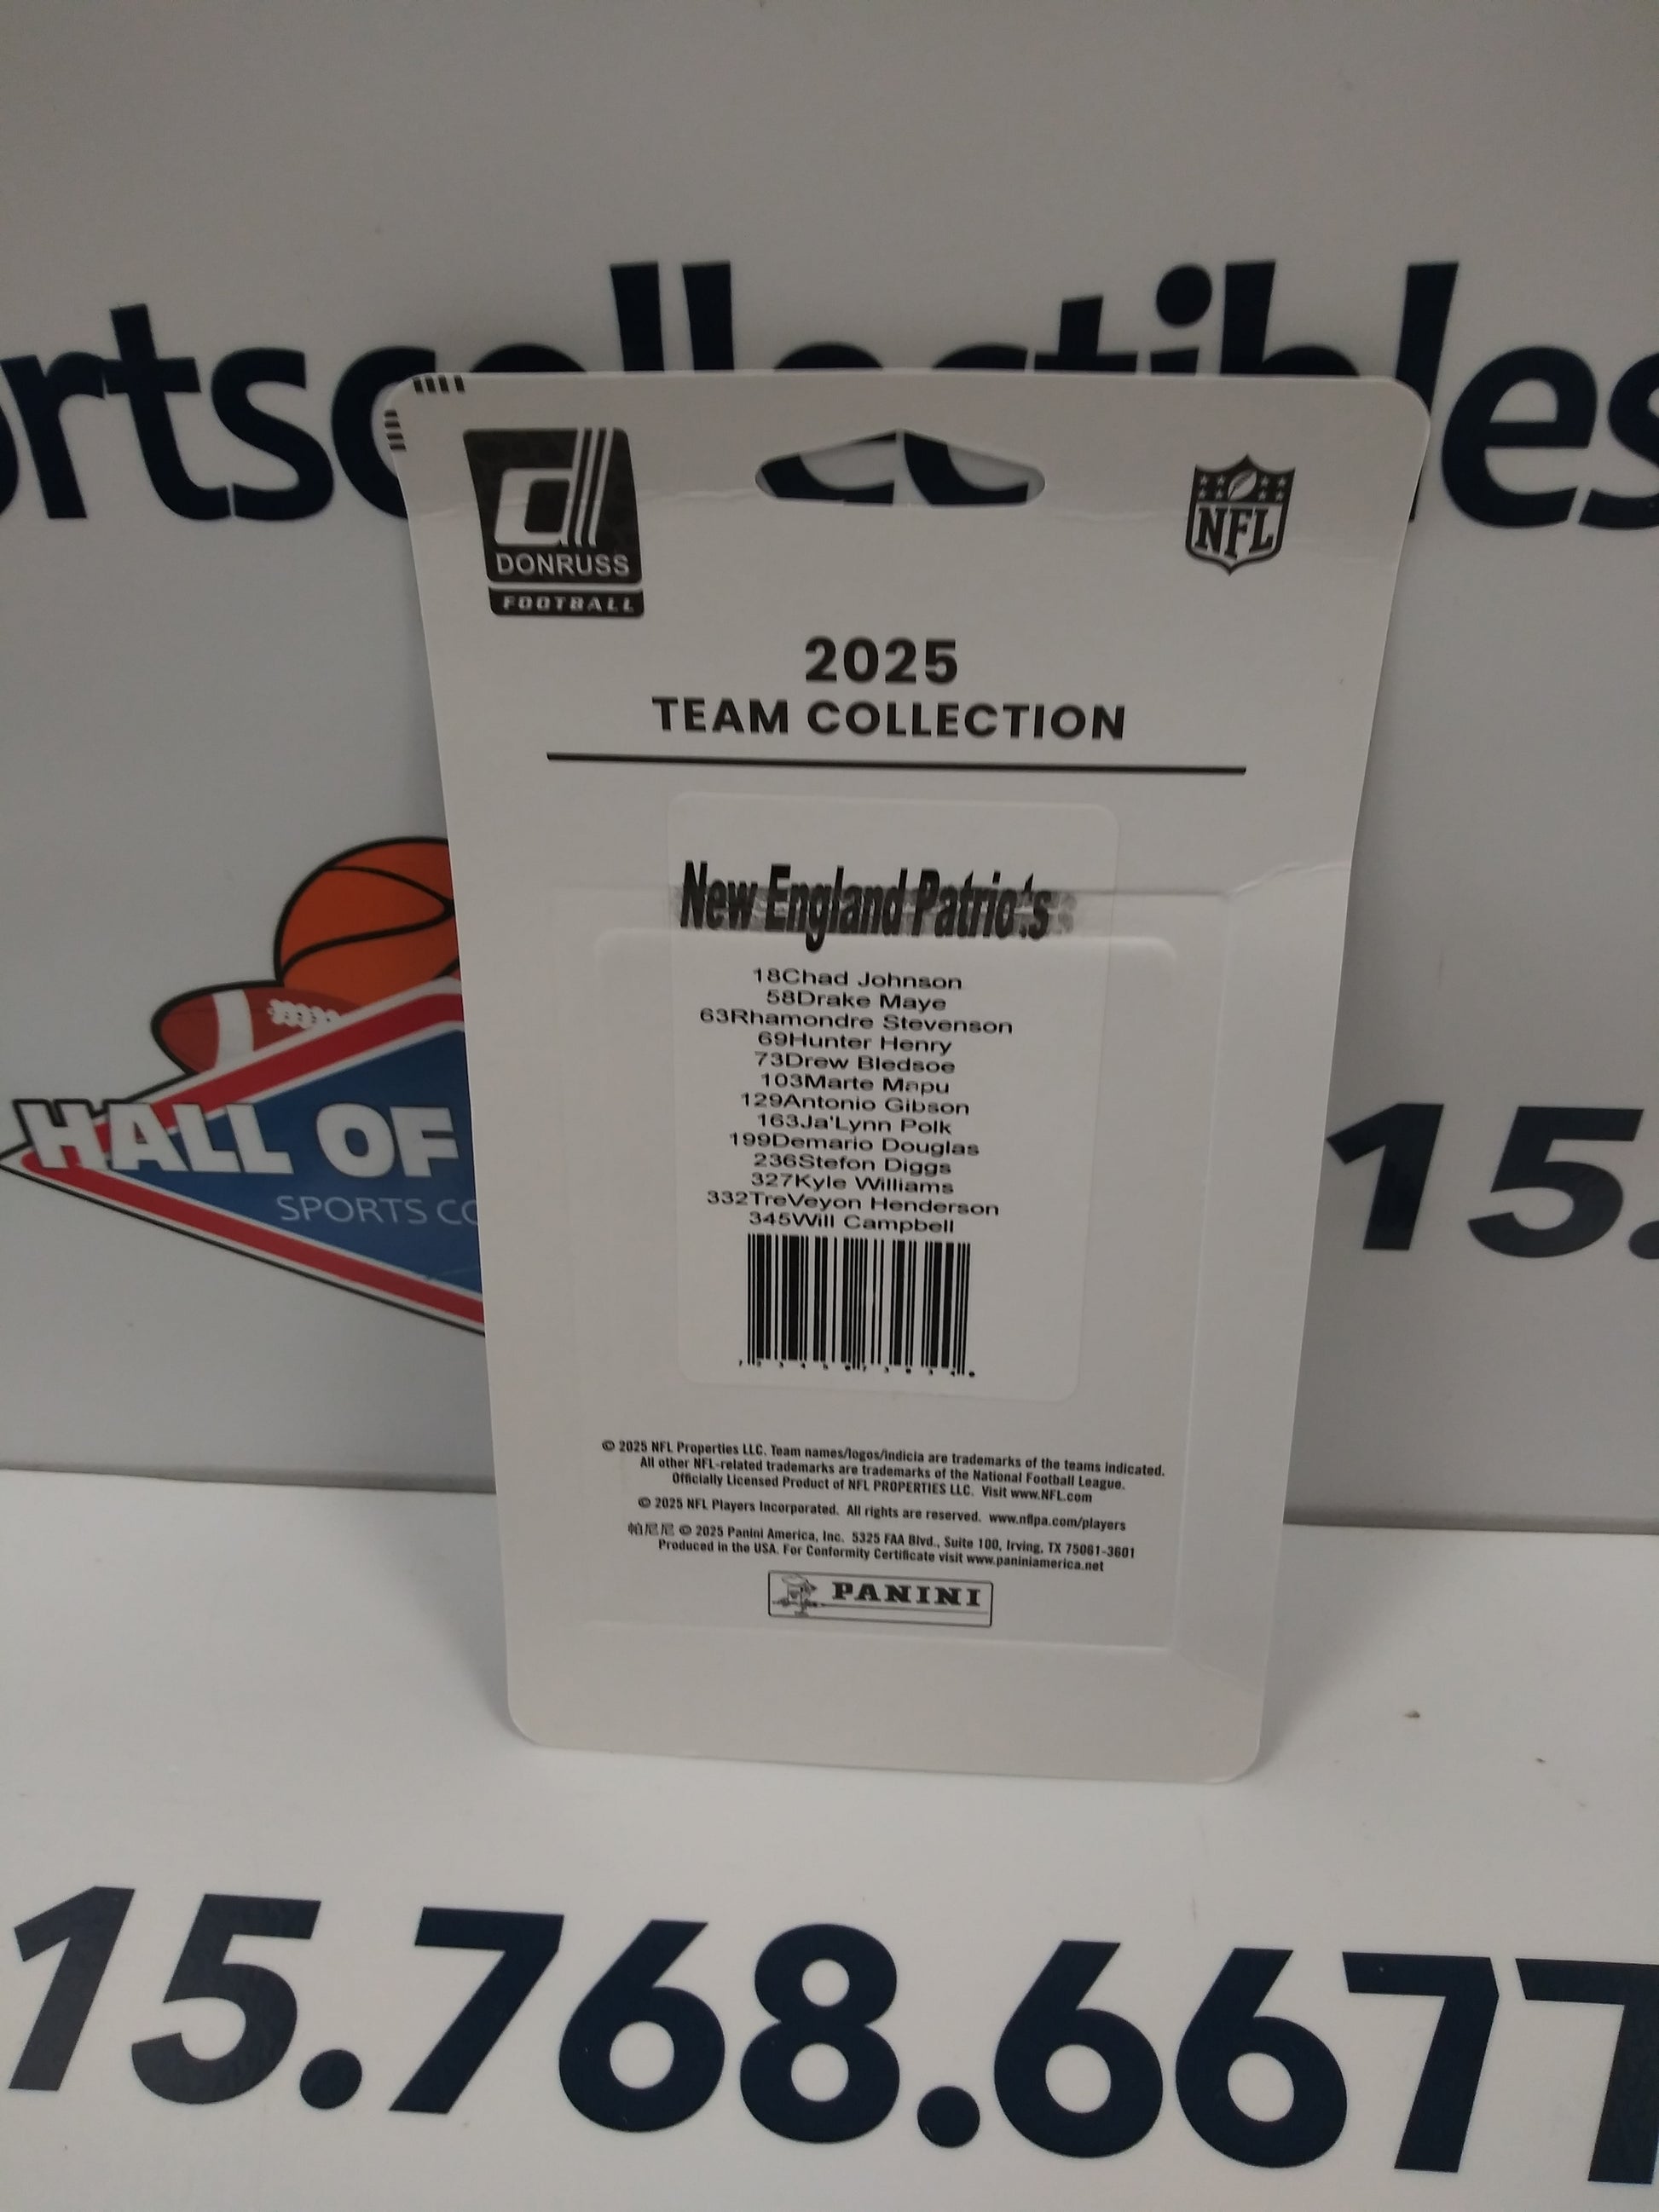 rtscollectibles
DONRUSS
FOOTBALL
NFL
2025
TEAM COLLECTION
New England Patriots
18Chad Johnson
58Drake Maye
63Rhamondre Stevenson
69Hunter Henry
73Drew Bledsoe
103Marte Mapu
129Antonio Gibson
163Ja'Lynn Polk
199Demario Douglas
236Stefon Diggs
327Kyle Williams
332TreVeyon Henderson
345Will Campbell
© 2025 NFL Properties LLC. Team names/logos/indicia are trademarks of the teams indicated.
All other NFL-related trademarks are trademarks of the National Football League.
Officially Licensed Product of NFL PROPERTIES LLC. Visit www.NFL.com
© 2025 NFL Players Incorporated. All rights are reserved. www.nflpa.com/players
帕尼尼 © 2025 Panini America, Inc. 5325 FAA Blvd., Suite 100, Irving, TX 75061-3601
Produced in the USA. For Conformity Certificate visit www.paniniamerica.net
PANINI
HALL OF
SPORTS CO
15.
15.768.6677